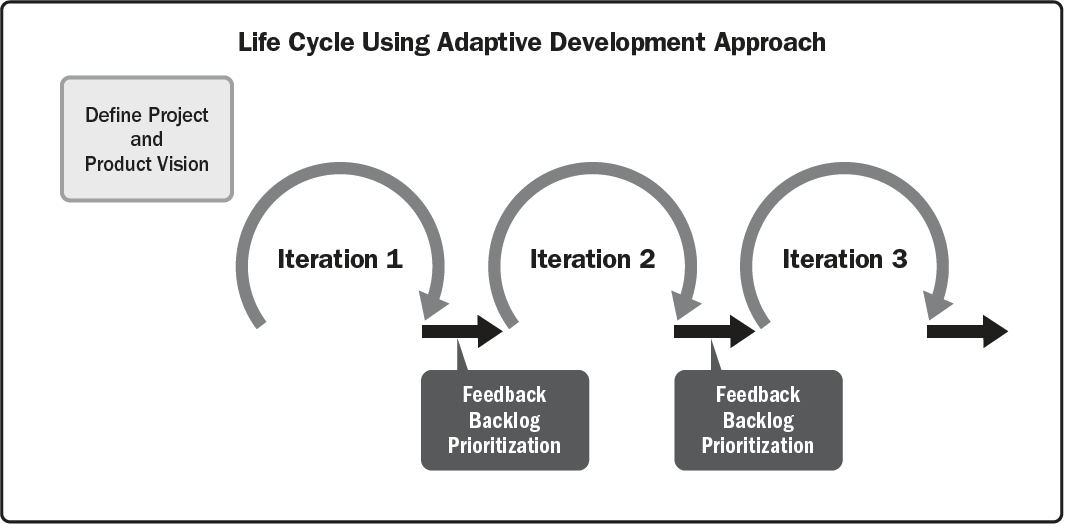 Life Cycle Using Adaptive Development Approach
Define Project
and
Product Vision
Iteration 1
Iteration 2
Iteration 3
Feedback
Backlog
Prioritization
Feedback
Backlog
Prioritization